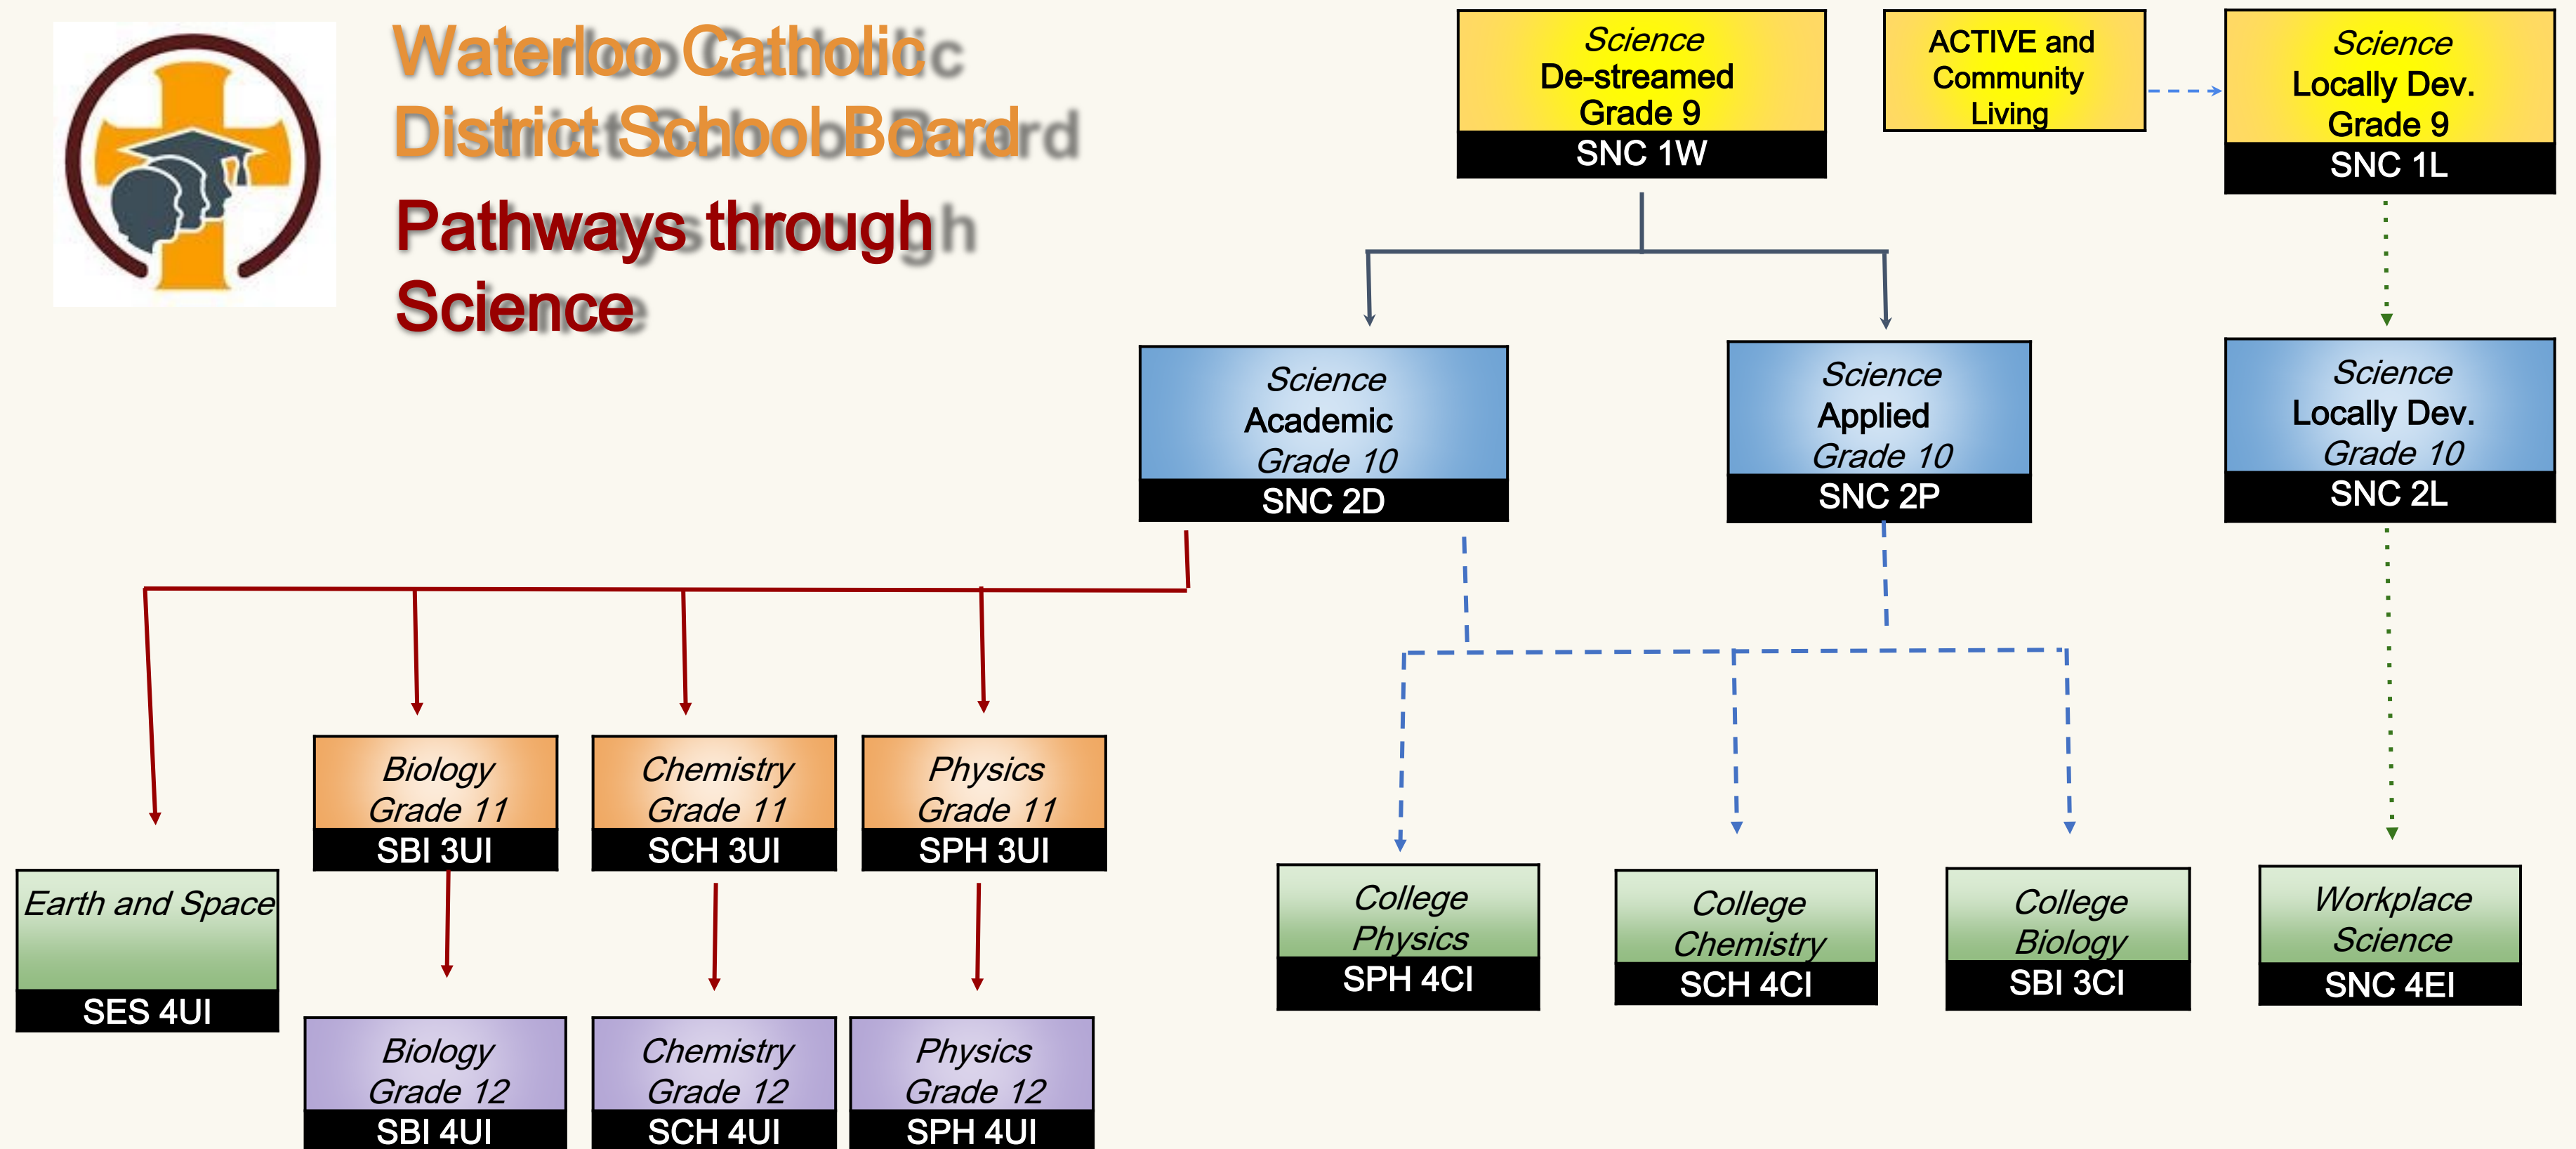 Waterloo Catholic
District School Board
Pathways through
Science
Science
De-streamed
Grade 9
SNC 1W
ACTIVE and
Community
Living
Science
Locally Dev.
Grade 9
SNC 1L
Science
Academic
Grade 10
SNC 2D
Science
Applied
Grade 10
SNC 2P
Science
Locally Dev.
Grade 10
SNC 2L
Biology
Grade 11
SBI 3UI
Chemistry
Grade 11
SCH 3UI
Physics
Grade 11
SPH 3UI
Earth and Space
SES 4UI
College
Physics
SPH 4CI
College
Chemistry
SCH 4CI
College
Biology
SBI 3CI
Workplace
Science
SNC 4EI
Biology
Grade 12
SBI 4UI
Chemistry
Grade 12
SCH 4UI
Physics
Grade 12
SPH 4UI